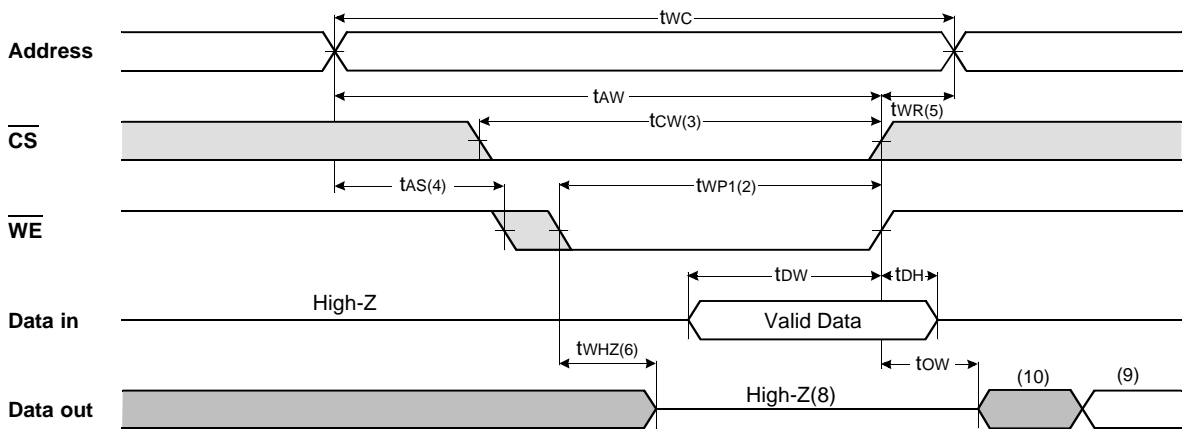 tWC
Address
tAW
tWR(5)
tCW(3)
CS
tAS(4)
tWP1(2)
WE
tDW
tDH
High-Z
Data in
Valid Data
tWHZ(6)
tOW
(10)
(9)
High-Z(8)
Data out